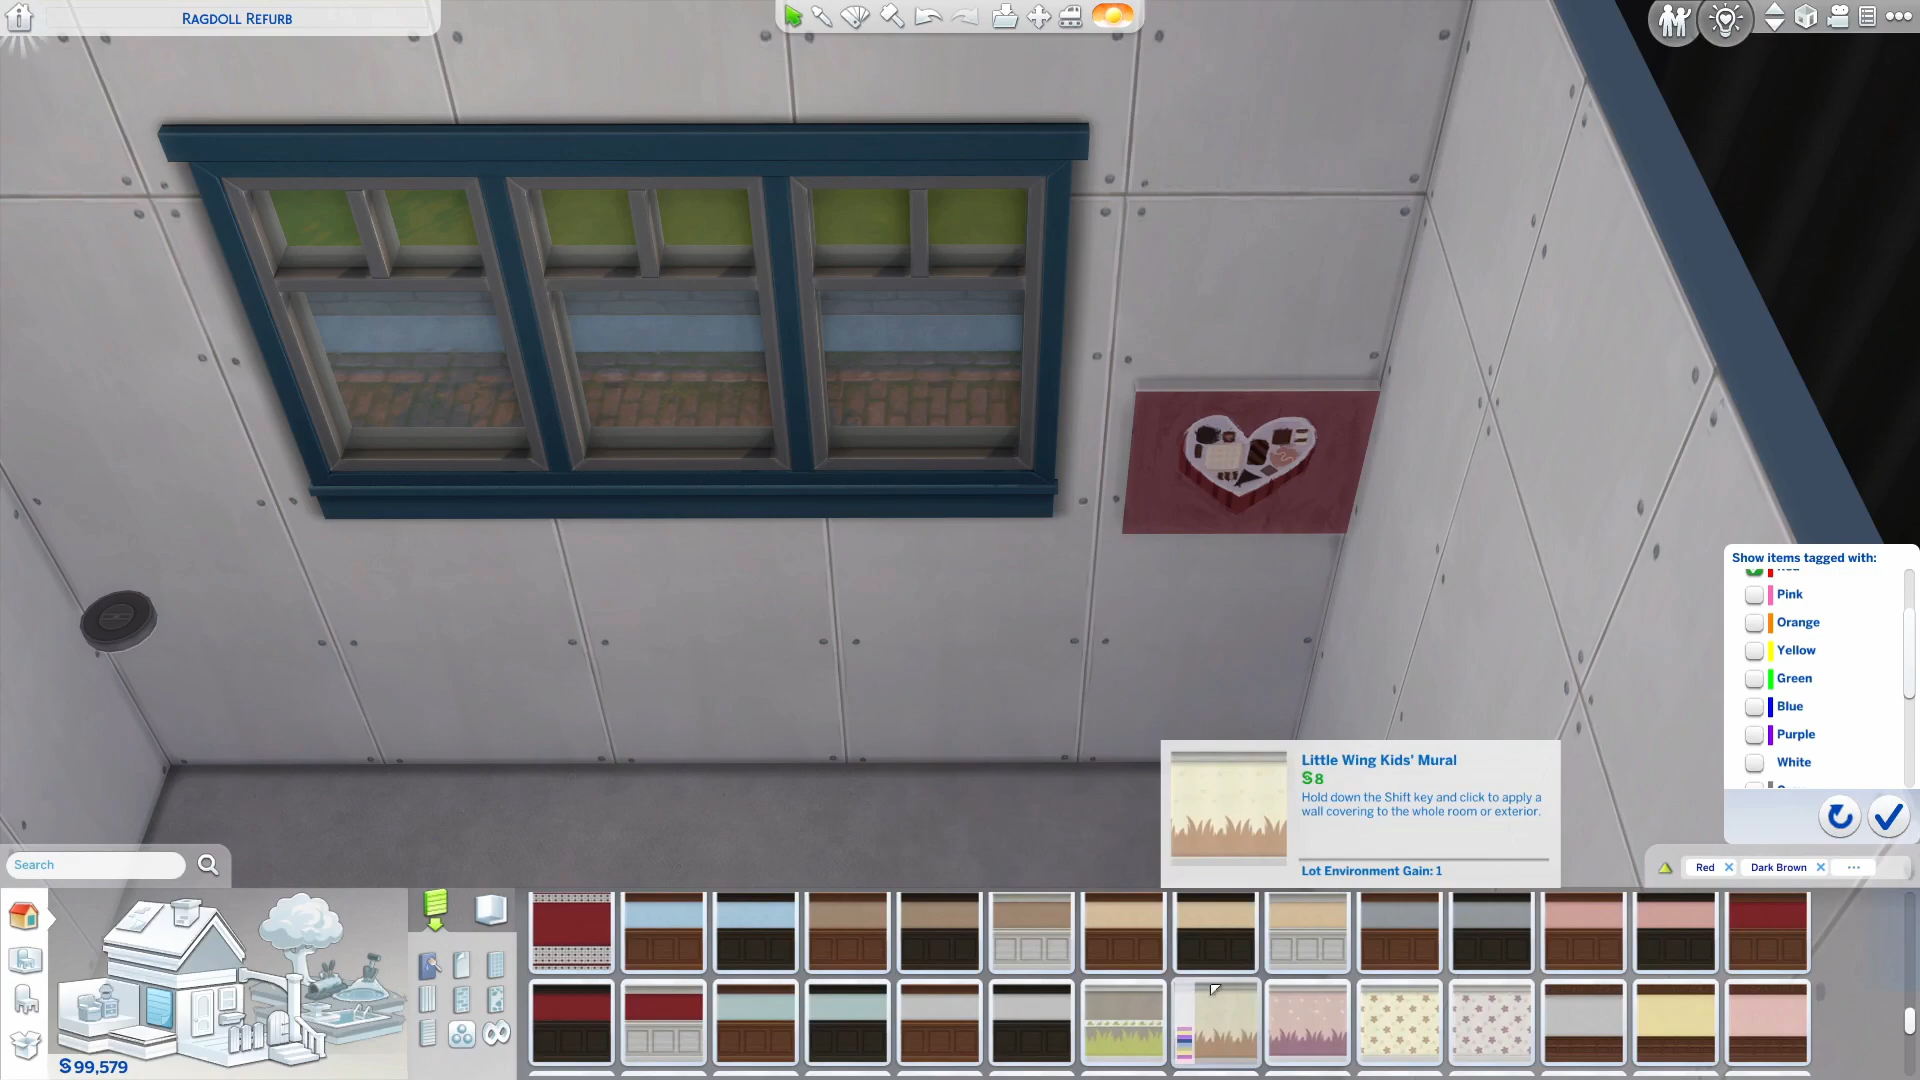 Ragdoll Refurb
Show items tagged with:
Pink
Orange
Yellow
Green
Blue
Purple
White
Little Wing Kids' Mural
§8
Hold down the Shift key and click to apply a
wall covering to the whole room or exterior.
Lot Environment Gain: 1
Search
Red
Dark Brown
§99,579